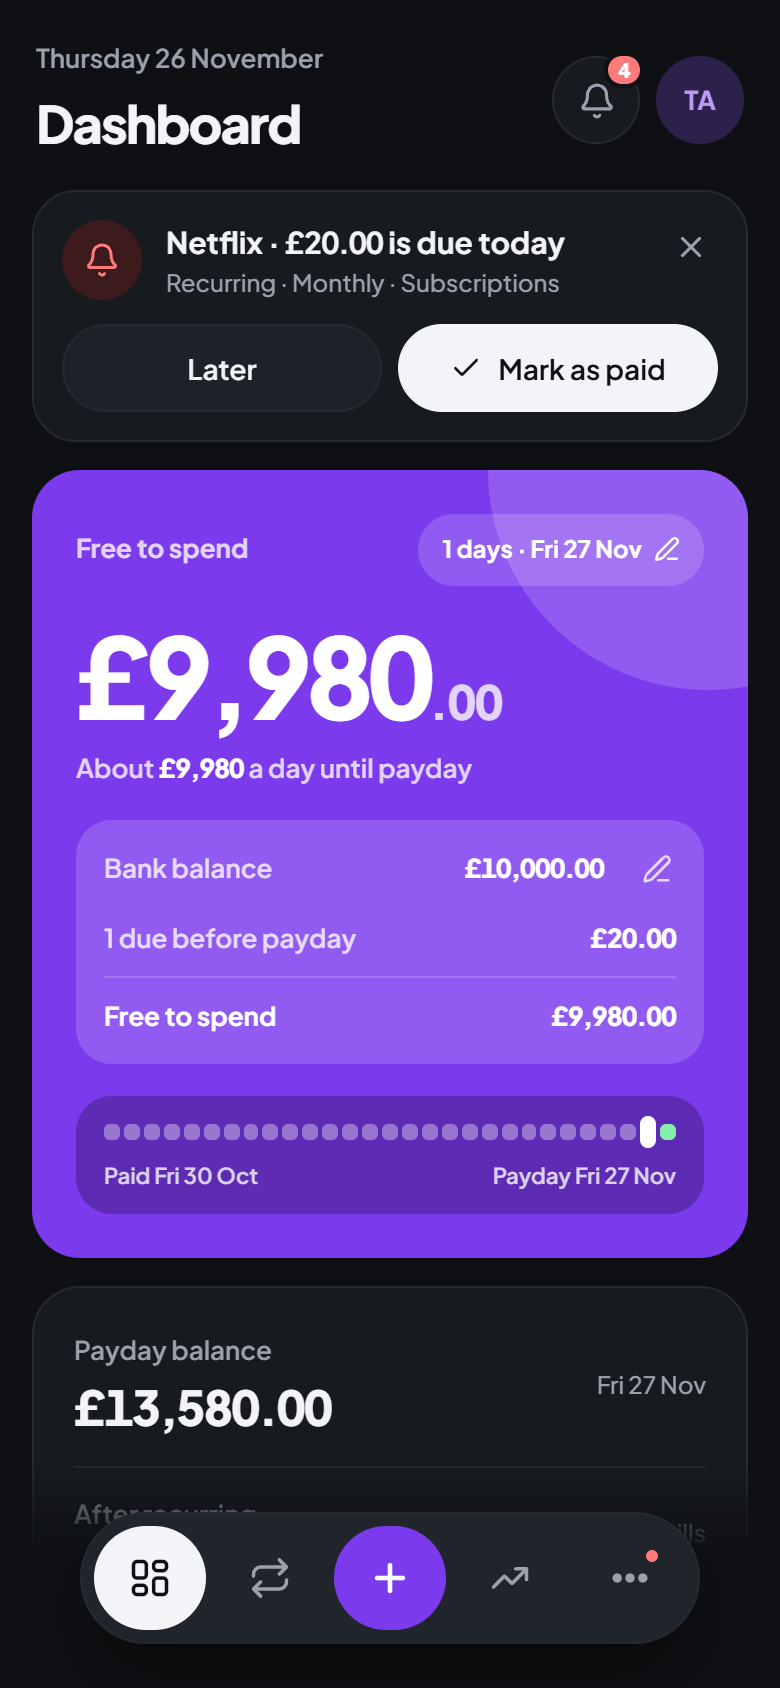 Thursday 26 November
Dashboard
4
TA
Netflix · £20.00 is due today
Recurring · Monthly · Subscriptions
Later
Mark as paid
Free to spend
1 days · Fri 27 Nov
£9,980.00
About £9,980 a day until payday
Bank balance £10,000.00
1 due before payday £20.00
Free to spend £9,980.00
Paid Fri 30 Oct
Payday Fri 27 Nov
Payday balance
£13,580.00
Fri 27 Nov
After recurring